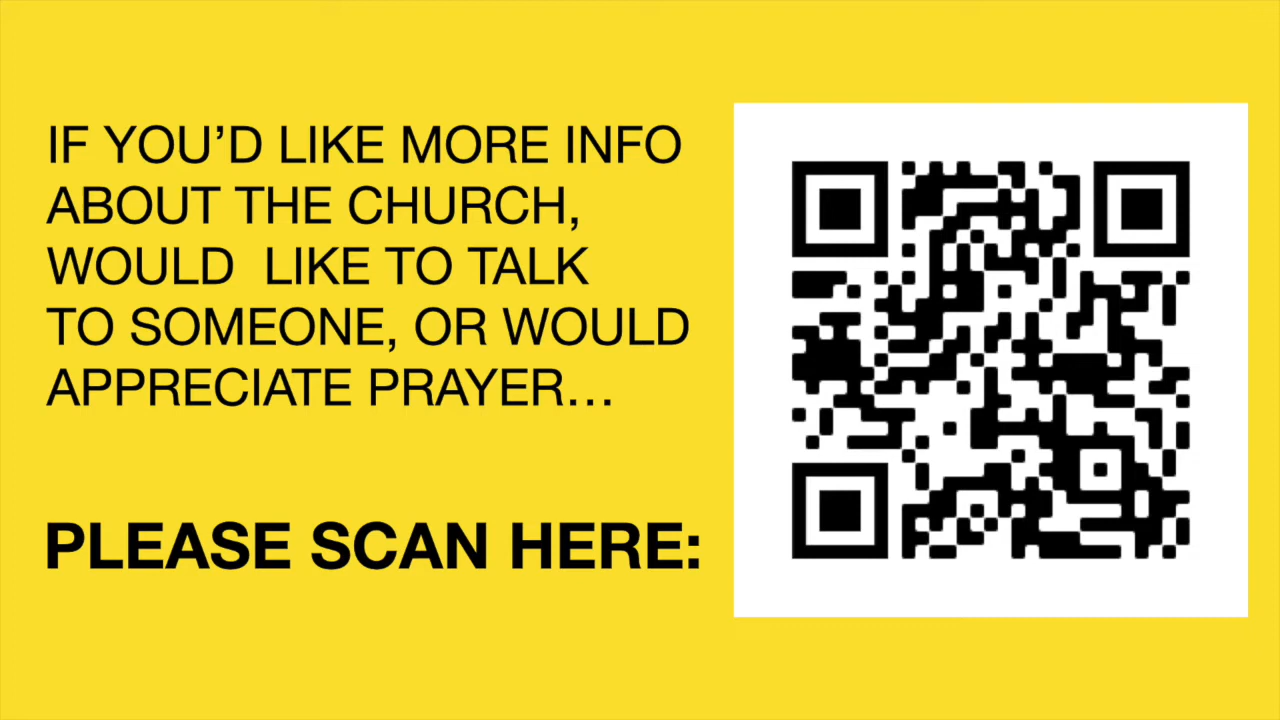 IF YOU’D LIKE MORE INFO
ABOUT THE CHURCH,
WOULD  LIKE TO TALK
TO SOMEONE, OR WOULD
APPRECIATE PRAYER…
PLEASE SCAN HERE: